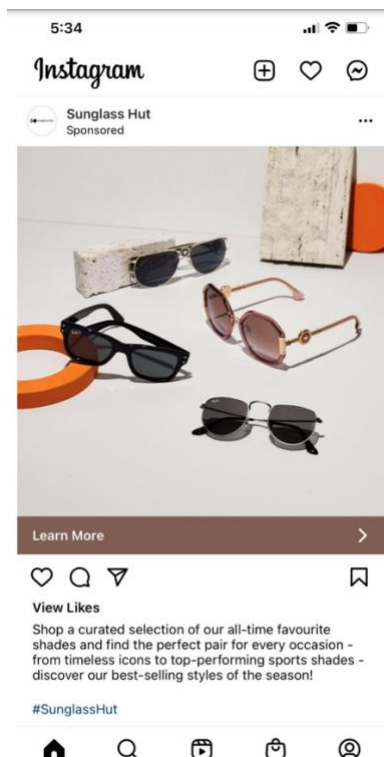 5:34
Instagram
Sunglass Hut
Sponsored
Learn More
View Likes
Shop a curated selection of our all-time favourite
shades and find the perfect pair for every occasion -
from timeless icons to top-performing sports shades -
discover our best-selling styles of the season!
#SunglassHut